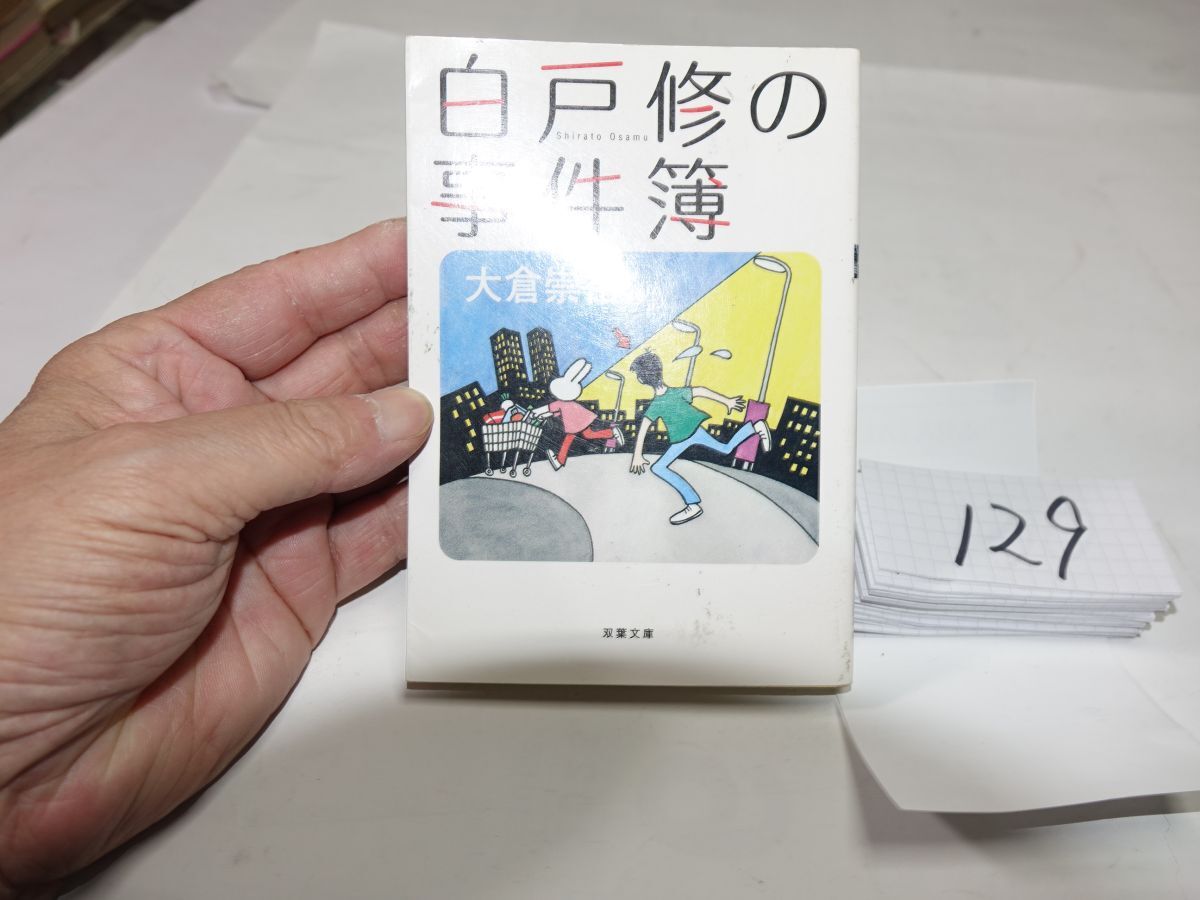 白戸修の
Shirato Osamu
事件簿
大倉崇
双葉文庫
129